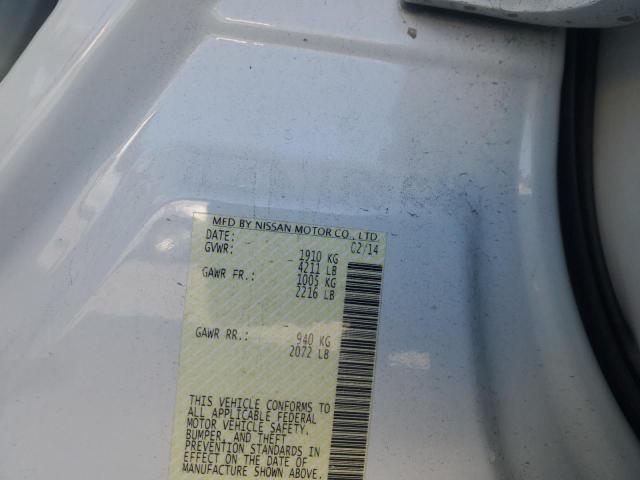 MFD BY NISSAN MOTOR CO., LTD
DATE: 02/14
GVWR: 1910 KG
4211 LB
GAWR FR.: 1005 KG
2216 LB
GAWR RR.: 940 KG
2072 LB
THIS VEHICLE CONFORMS TO
ALL APPLICABLE FEDERAL
MOTOR VEHICLE SAFETY,
BUMPER, AND THEFT
PREVENTION STANDARDS IN
EFFECT ON THE DATE OF
MANUFACTURE SHOWN ABOVE.